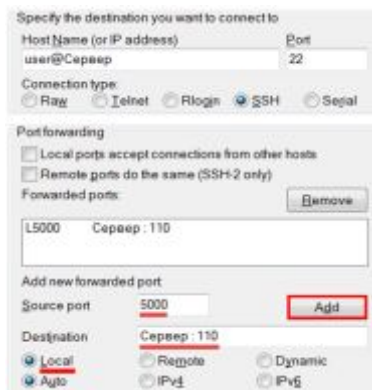 Specify the destination you want to connect to
Host Name (or IP address) Port
user@Сервер 22
Connection type:
Raw Telnet Rlogin SSH Serial
Port forwarding
Local ports accept connections from other hosts
Remote ports do the same (SSH-2 only)
Forwarded ports: Remove
L5000 Сервер : 110
Add new forwarded port
Source port 5000 Add
Destination Сервер : 110
Local Remote Dynamic
Auto IPv4 IPv6